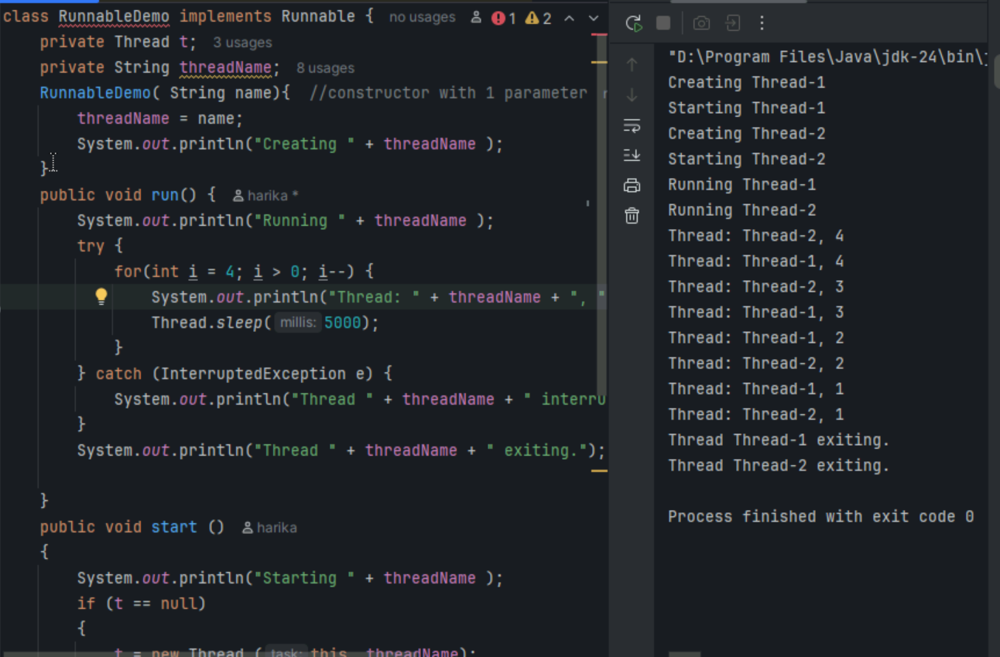 class RunnableDemo implements Runnable { no usages 1 2
private Thread t; 3 usages
private String threadName; 8 usages
RunnableDemo( String name){ //constructor with 1 parameter
threadName = name;
System.out.println("Creating " + threadName );
}
public void run() { harika *
System.out.println("Running " + threadName );
try {
for(int i = 4; i > 0; i--) {
System.out.println("Thread: " + threadName + ", "
Thread.sleep( millis: 5000);
}
} catch (InterruptedException e) {
System.out.println("Thread " + threadName + " interru
}
System.out.println("Thread " + threadName + " exiting.");
}
public void start () harika
{
System.out.println("Starting " + threadName );
if (t == null)
{
t = new Thread ( task: this, threadName);
"D:\Program Files\Java\jdk-24\bin\j
Creating Thread-1
Starting Thread-1
Creating Thread-2
Starting Thread-2
Running Thread-1
Running Thread-2
Thread: Thread-2, 4
Thread: Thread-1, 4
Thread: Thread-2, 3
Thread: Thread-1, 3
Thread: Thread-1, 2
Thread: Thread-2, 2
Thread: Thread-1, 1
Thread: Thread-2, 1
Thread Thread-1 exiting.
Thread Thread-2 exiting.
Process finished with exit code 0